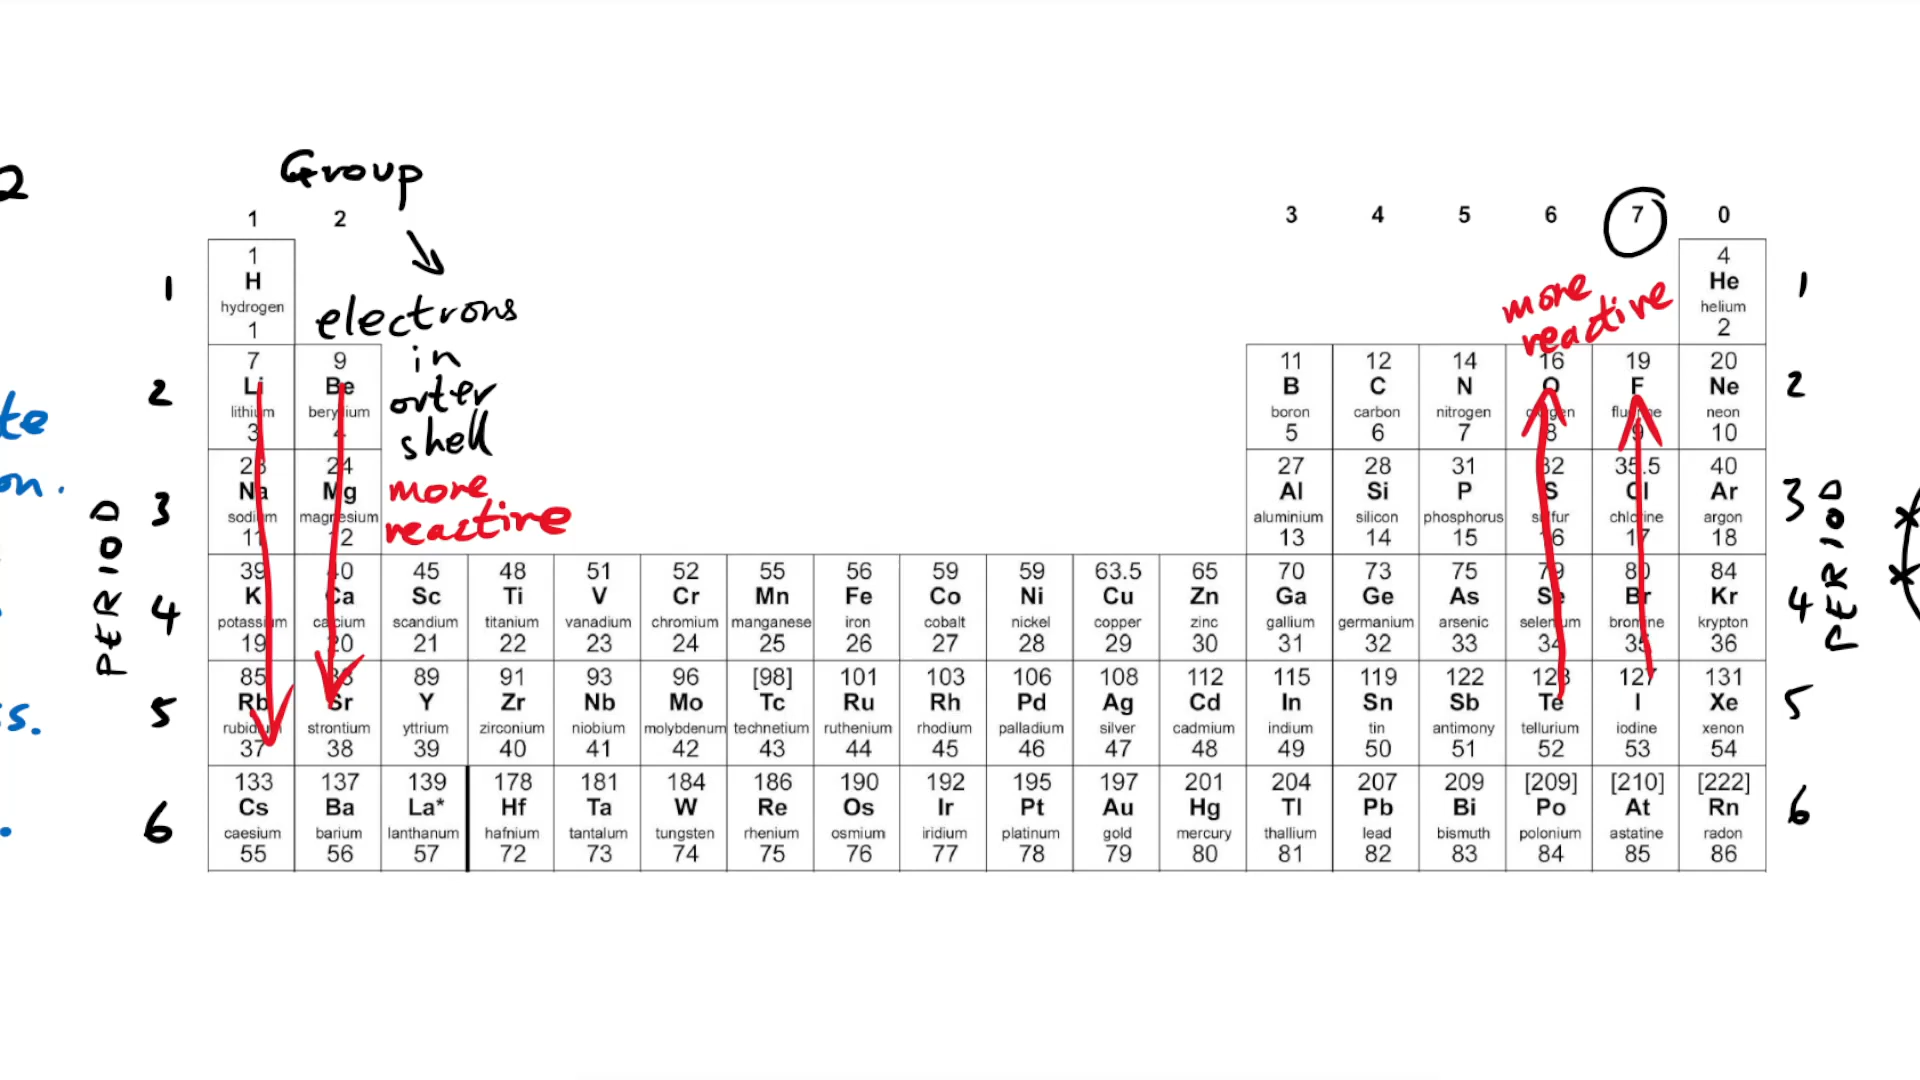 2
Group
1 2 3 4 5 6 7 0
electrons
in
outer
shell
more
reactive
more
reactive
te
on.
s.
PERIOD
PERIOD
1 1 H hydrogen 1 4 He helium 2 1
2 7 Li lithium 3 9 Be beryllium 4 11 B boron 5 12 C carbon 6 14 N nitrogen 7 16 O oxygen 8 19 F fluorine 9 20 Ne neon 10 2
3 23 Na sodium 11 24 Mg magnesium 12 27 Al aluminium 13 28 Si silicon 14 31 P phosphorus 15 32 S sulfur 16 35.5 Cl chlorine 17 40 Ar argon 18 3
4 39 K potassium 19 40 Ca calcium 20 45 Sc scandium 21 48 Ti titanium 22 51 V vanadium 23 52 Cr chromium 24 55 Mn manganese 25 56 Fe iron 26 59 Co cobalt 27 59 Ni nickel 28 63.5 Cu copper 29 65 Zn zinc 30 70 Ga gallium 31 73 Ge germanium 32 75 As arsenic 33 79 Se selenium 34 80 Br bromine 35 84 Kr krypton 36 4
5 85 Rb rubidium 37 88 Sr strontium 38 89 Y yttrium 39 91 Zr zirconium 40 93 Nb niobium 41 96 Mo molybdenum 42 [98] Tc technetium 43 101 Ru ruthenium 44 103 Rh rhodium 45 106 Pd palladium 46 108 Ag silver 47 112 Cd cadmium 48 115 In indium 49 119 Sn tin 50 122 Sb antimony 51 128 Te tellurium 52 127 I iodine 53 131 Xe xenon 54 5
6 133 Cs caesium 55 137 Ba barium 56 139 La* lanthanum 57 178 Hf hafnium 72 181 Ta tantalum 73 184 W tungsten 74 186 Re rhenium 75 190 Os osmium 76 192 Ir iridium 77 195 Pt platinum 78 197 Au gold 79 201 Hg mercury 80 204 Tl thallium 81 207 Pb lead 82 209 Bi bismuth 83 [209] Po polonium 84 [210] At astatine 85 [222] Rn radon 86 6